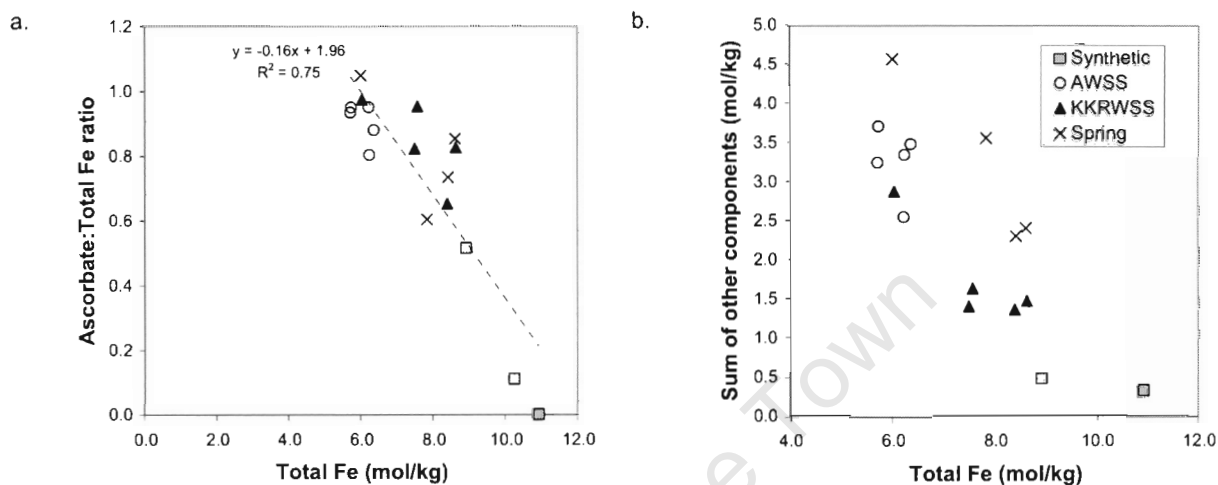 a.
y = -0.16x + 1.96
R² = 0.75
Ascorbate:Total Fe ratio
1.2
1.0
0.8
0.6
0.4
0.2
0.0
0.0 2.0 4.0 6.0 8.0 10.0 12.0
Total Fe (mol/kg)
b.
Sum of other components (mol/kg)
5.0
4.5
4.0
3.5
3.0
2.5
2.0
1.5
1.0
0.5
0.0
4.0 6.0 8.0 10.0 12.0
Total Fe (mol/kg)
Synthetic
AWSS
KKRWSS
Spring
e Town